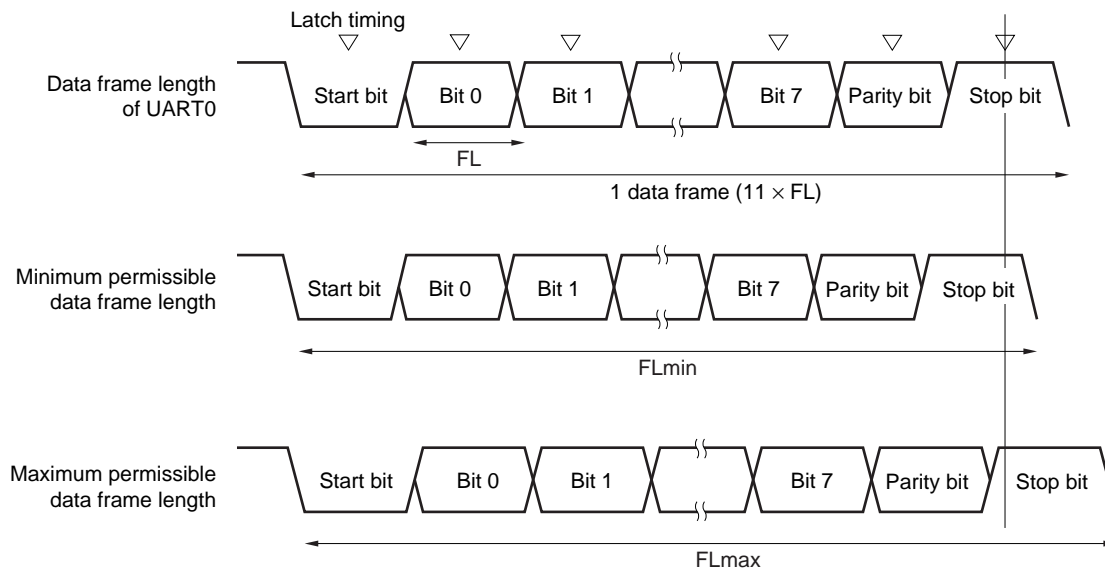 Latch timing
Data frame length
of UART0
Start bit
Bit 0
Bit 1
Bit 7
Parity bit
Stop bit
FL
1 data frame (11 × FL)
Minimum permissible
data frame length
Start bit
Bit 0
Bit 1
Bit 7
Parity bit
Stop bit
FLmin
Maximum permissible
data frame length
Start bit
Bit 0
Bit 1
Bit 7
Parity bit
Stop bit
FLmax